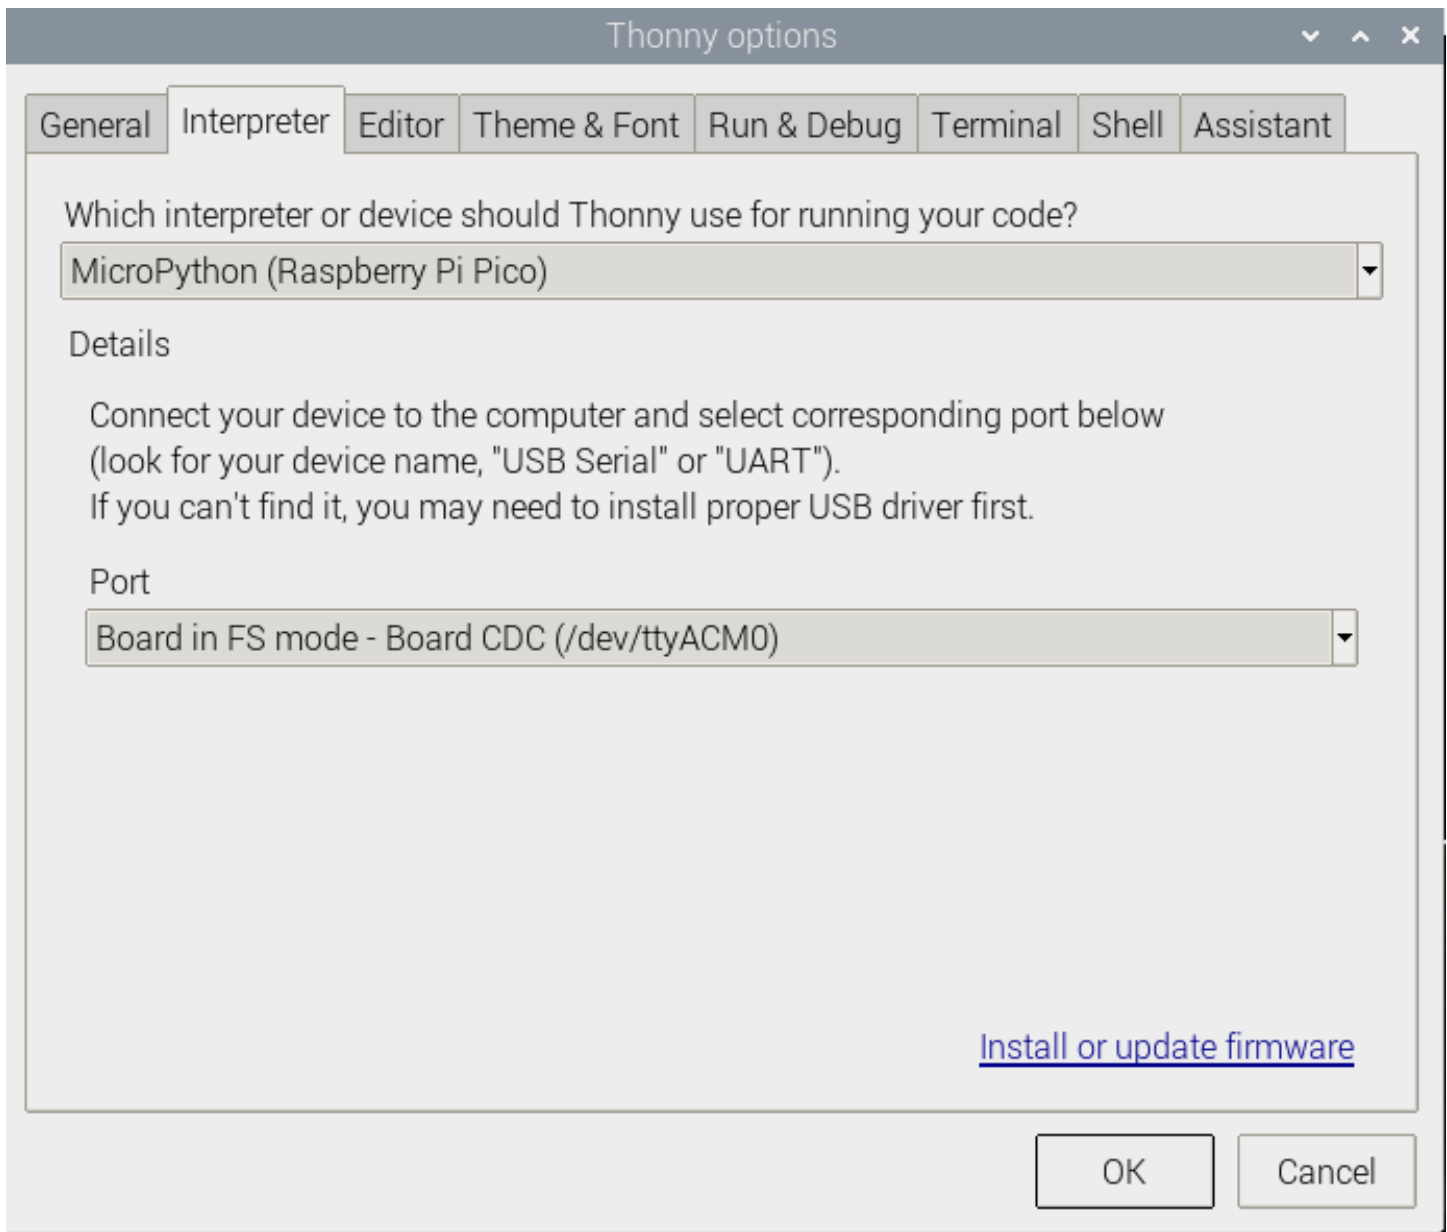 Thonny options
General Interpreter Editor Theme & Font Run & Debug Terminal Shell Assistant
Which interpreter or device should Thonny use for running your code?
MicroPython (Raspberry Pi Pico)
Details
Connect your device to the computer and select corresponding port below
(look for your device name, "USB Serial" or "UART").
If you can't find it, you may need to install proper USB driver first.
Port
Board in FS mode - Board CDC (/dev/ttyACM0)
Install or update firmware
OK Cancel